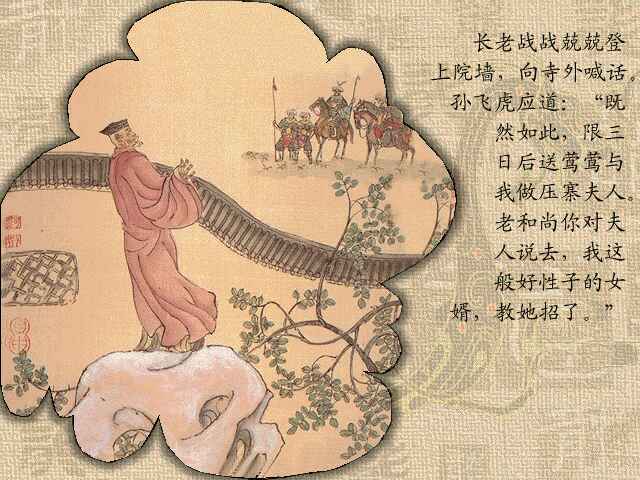 长老战战兢兢登
上院墙，向寺外喊话。
孙飞虎应道：“既
然如此，限三
日后送莺莺与
我做压寨夫人。
老和尚你对夫
人说去，我这
般好性子的女
婿，教她招了。”